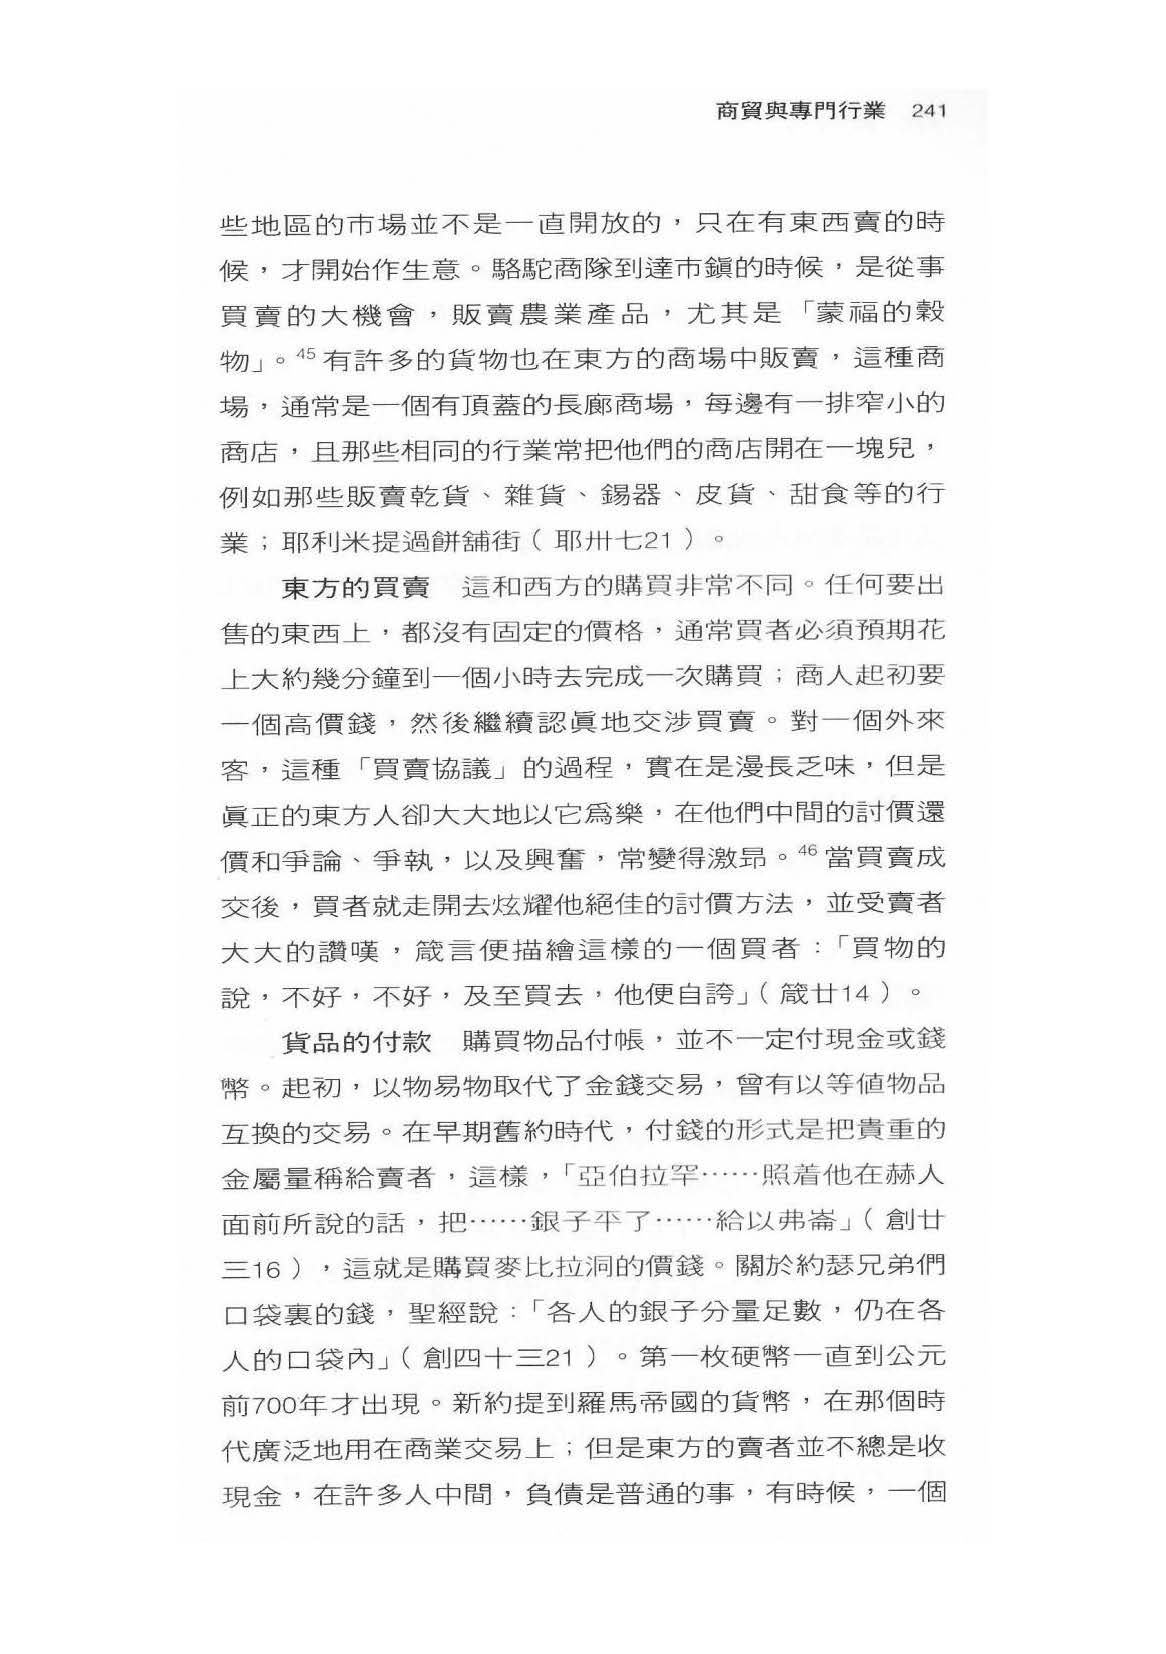 商貿與專門行業 241
些地區的市場並不是一直開放的，只在有東西賣的時
候，才開始作生意。駱駝商隊到達市鎭的時候，是從事
買賣的大機會，販賣農業產品，尤其是「蒙福的穀
物」。45 有許多的貨物也在東方的商場中販賣，這種商
場，通常是一個有頂蓋的長廊商場，每邊有一排窄小的
商店，且那些相同的行業常把他們的商店開在一塊兒，
例如那些販賣乾貨、雜貨、錫器、皮貨、甜食等的行
業；耶利米提過餅舖街（耶卅七21）。
東方的買賣　這和西方的購買非常不同。任何要出
售的東西上，都沒有固定的價格，通常買者必須預期花
上大約幾分鐘到一個小時去完成一次購買；商人起初要
一個高價錢，然後繼續認眞地交涉買賣。對一個外來
客，這種「買賣協議」的過程，實在是漫長乏味，但是
眞正的東方人卻大大地以它爲樂，在他們中間的討價還
價和爭論、爭執，以及興奮，常變得激昻。46 當買賣成
交後，買者就走開去炫耀他絕佳的討價方法，並受賣者
大大的讚嘆，箴言便描繪這樣的一個買者：「買物的
說，不好，不好，及至買去，他便自誇」（箴廿14）。
貨品的付款　購買物品付帳，並不一定付現金或錢
幣。起初，以物易物取代了金錢交易，曾有以等値物品
互換的交易。在早期舊約時代，付錢的形式是把貴重的
金屬量稱給賣者，這樣，「亞伯拉罕……照着他在赫人
面前所說的話，把……銀子平了……給以弗崙」（創廿
三16），這就是購買麥比拉洞的價錢。關於約瑟兄弟們
口袋裏的錢，聖經說：「各人的銀子分量足數，仍在各
人的口袋內」（創四十三21）。第一枚硬幣一直到公元
前700年才出現。新約提到羅馬帝國的貨幣，在那個時
代廣泛地用在商業交易上；但是東方的賣者並不總是收
現金，在許多人中間，負債是普通的事，有時候，一個